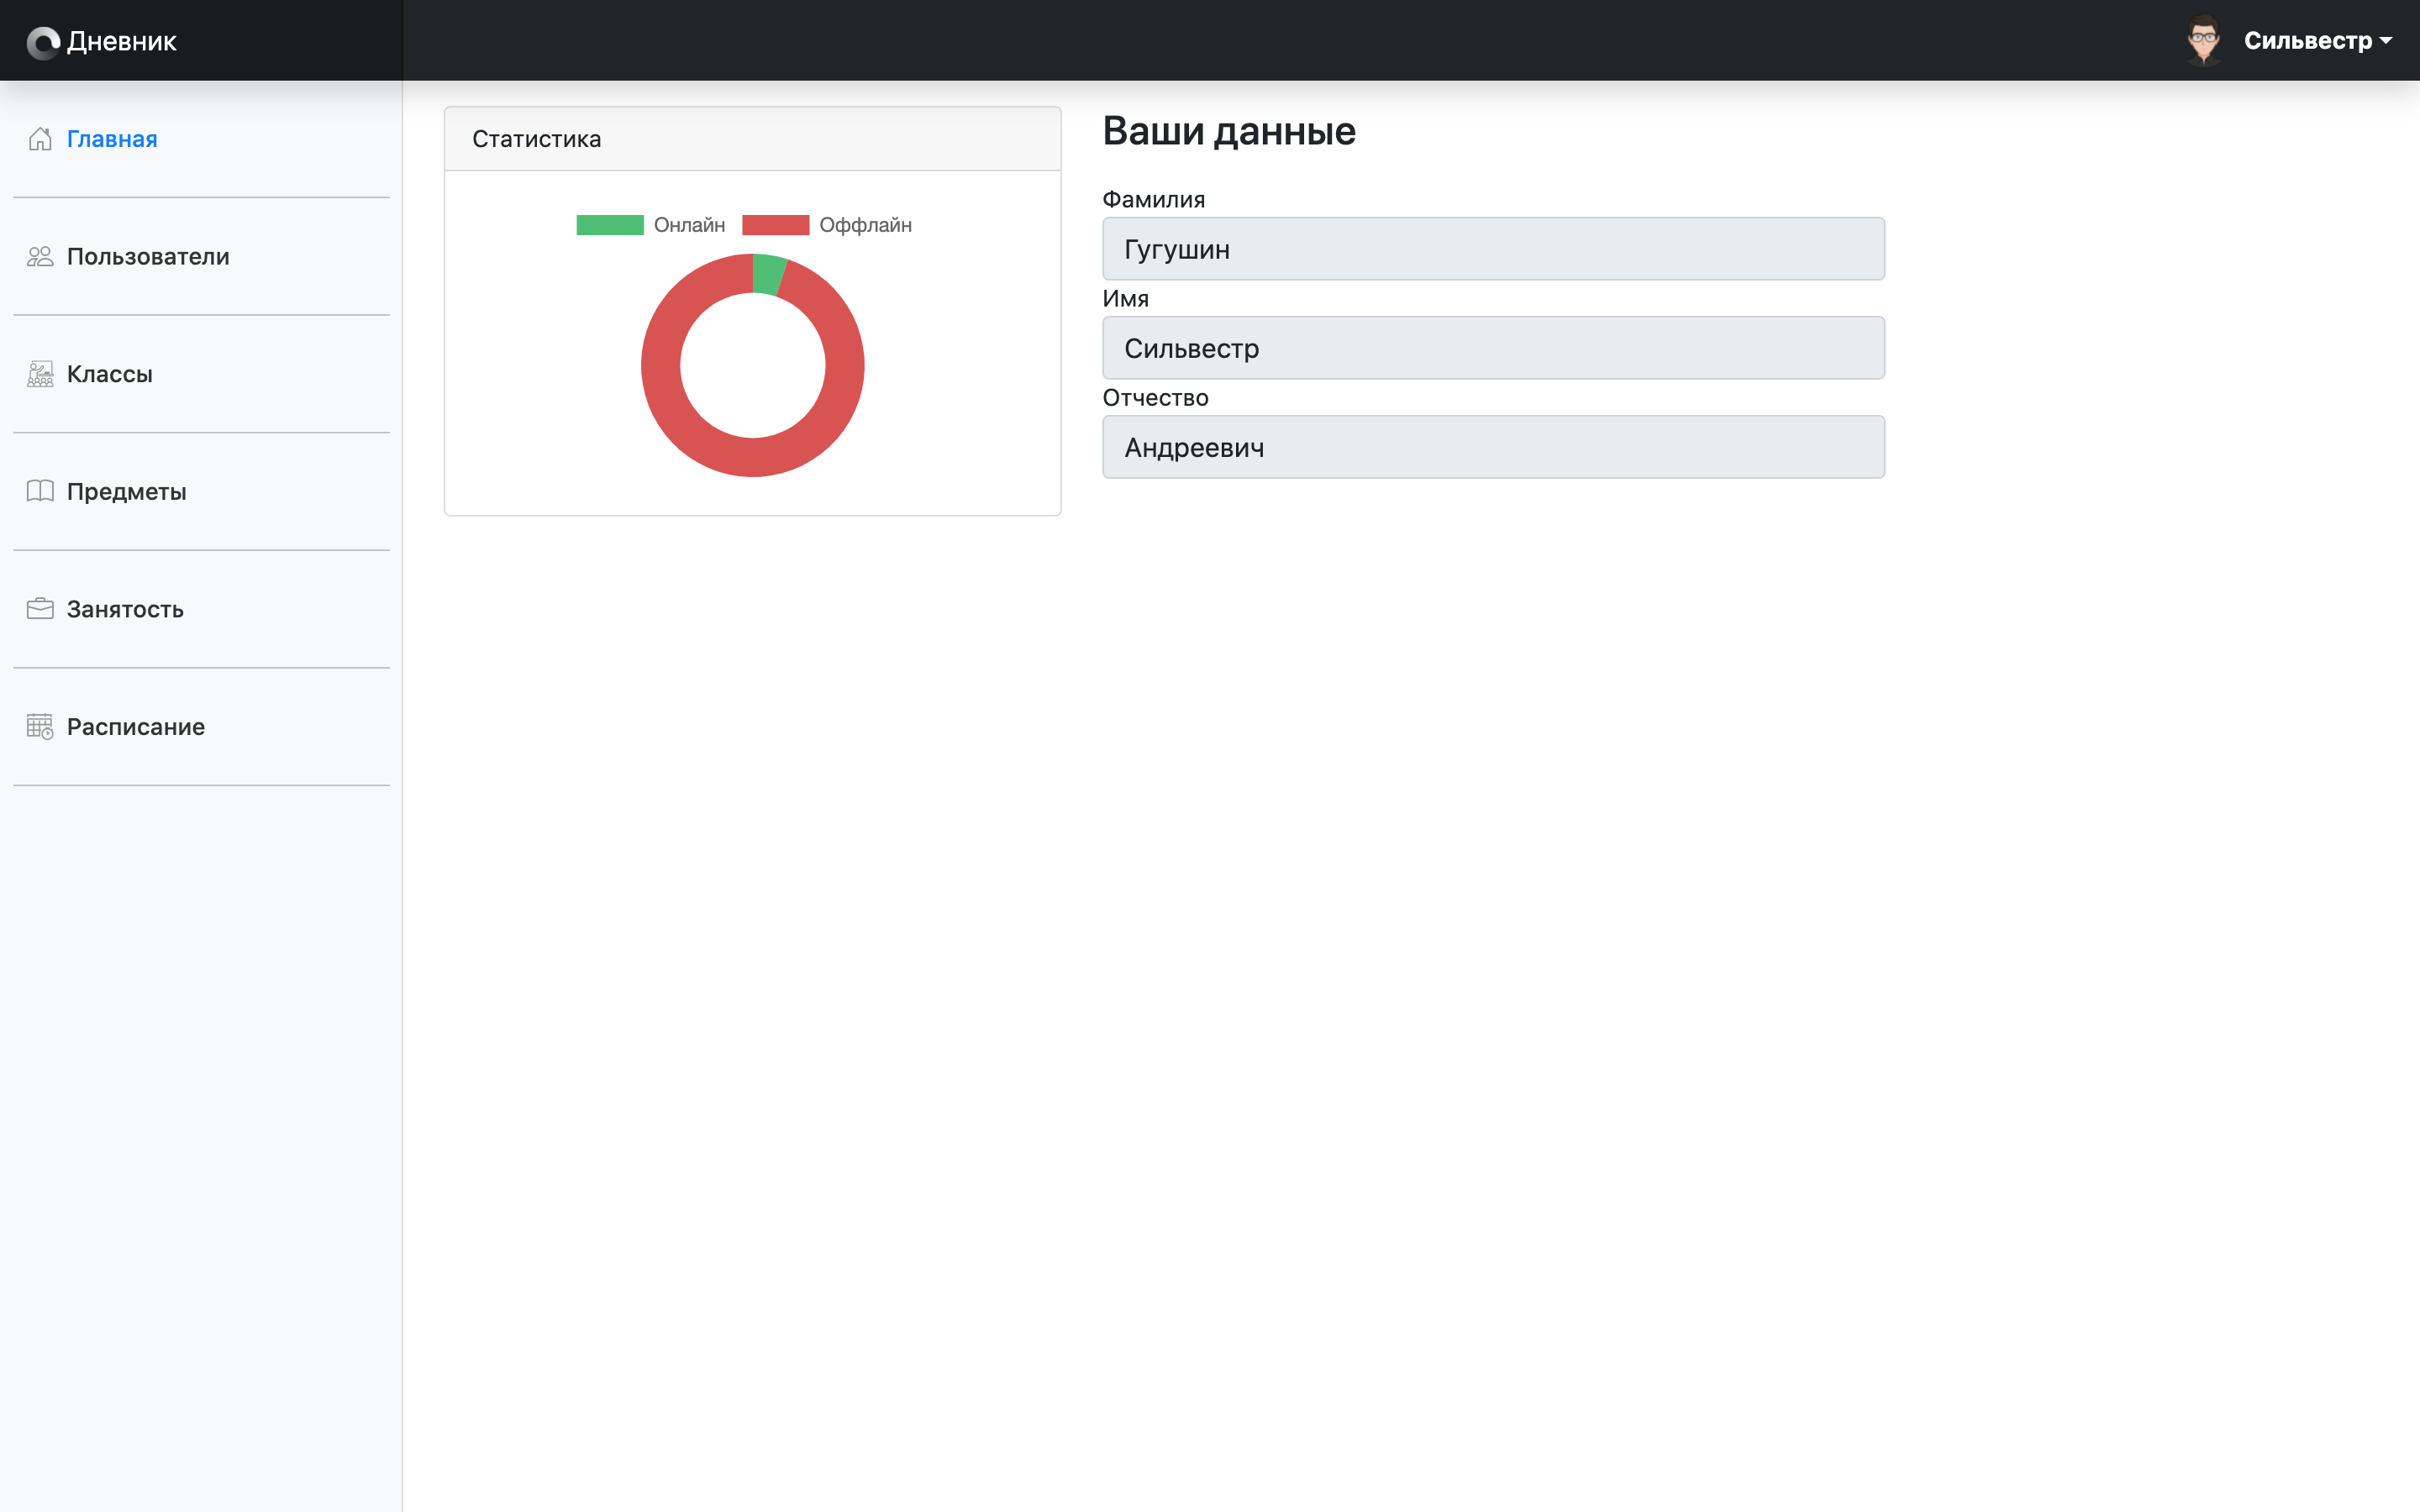 Дневник
Сильвестр
Главная
Пользователи
Классы
Предметы
Занятость
Расписание
Статистика
Онлайн
Оффлайн
Ваши данные
Фамилия
Гугушин
Имя
Сильвестр
Отчество
Андреевич